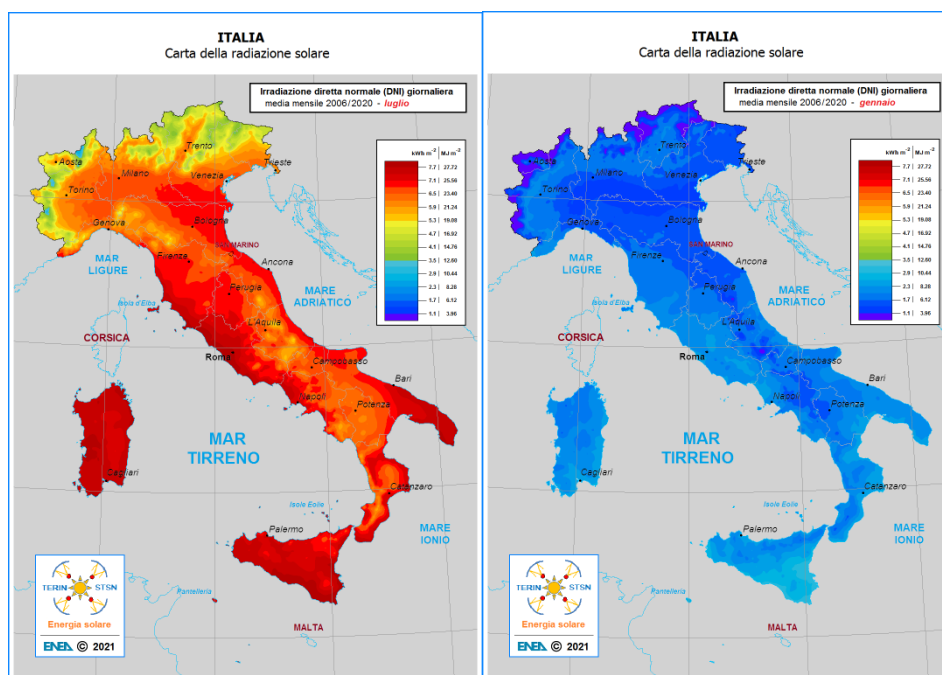 ITALIA
Carta della radiazione solare
Irradiazione diretta normale (DNI) giornaliera
media mensile 2006/2020 - luglio
kWh m-2 MJ m-2
7.7 27.72
7.1 25.56
6.5 23.40
5.9 21.24
5.3 19.08
4.7 16.92
4.1 14.76
3.5 12.60
2.9 10.44
2.3 8.28
1.7 6.12
1.1 3.96
Trento
Aosta
Trieste
Milano
Venezia
Torino
Genova
Bologna
SAN MARINO
MAR
LIGURE
Firenze
Ancona
MARE
ADRIATICO
Perugia
Isola d'Elba
L'Aquila
CORSICA
Roma
Campobasso
Bari
Napoli
Potenza
MAR
TIRRENO
Cagliari
Catanzaro
Isole Eolie
Palermo
MARE
IONIO
TERIN STSN
Pantelleria
Energia solare
MALTA
ENEA © 2021
ITALIA
Carta della radiazione solare
Irradiazione diretta normale (DNI) giornaliera
media mensile 2006/2020 - gennaio
kWh m-2 MJ m-2
7.7 27.72
7.1 25.56
6.5 23.40
5.9 21.24
5.3 19.08
4.7 16.92
4.1 14.76
3.5 12.60
2.9 10.44
2.3 8.28
1.7 6.12
1.1 3.96
Trento
Aosta
Trieste
Milano
Venezia
Torino
Genova
Bologna
SAN MARINO
MAR
LIGURE
Firenze
Ancona
MARE
ADRIATICO
Perugia
Isola d'Elba
L'Aquila
CORSICA
Roma
Campobasso
Bari
Napoli
Potenza
MAR
TIRRENO
Cagliari
Catanzaro
Isole Eolie
Palermo
MARE
IONIO
TERIN STSN
Pantelleria
Energia solare
MALTA
ENEA © 2021